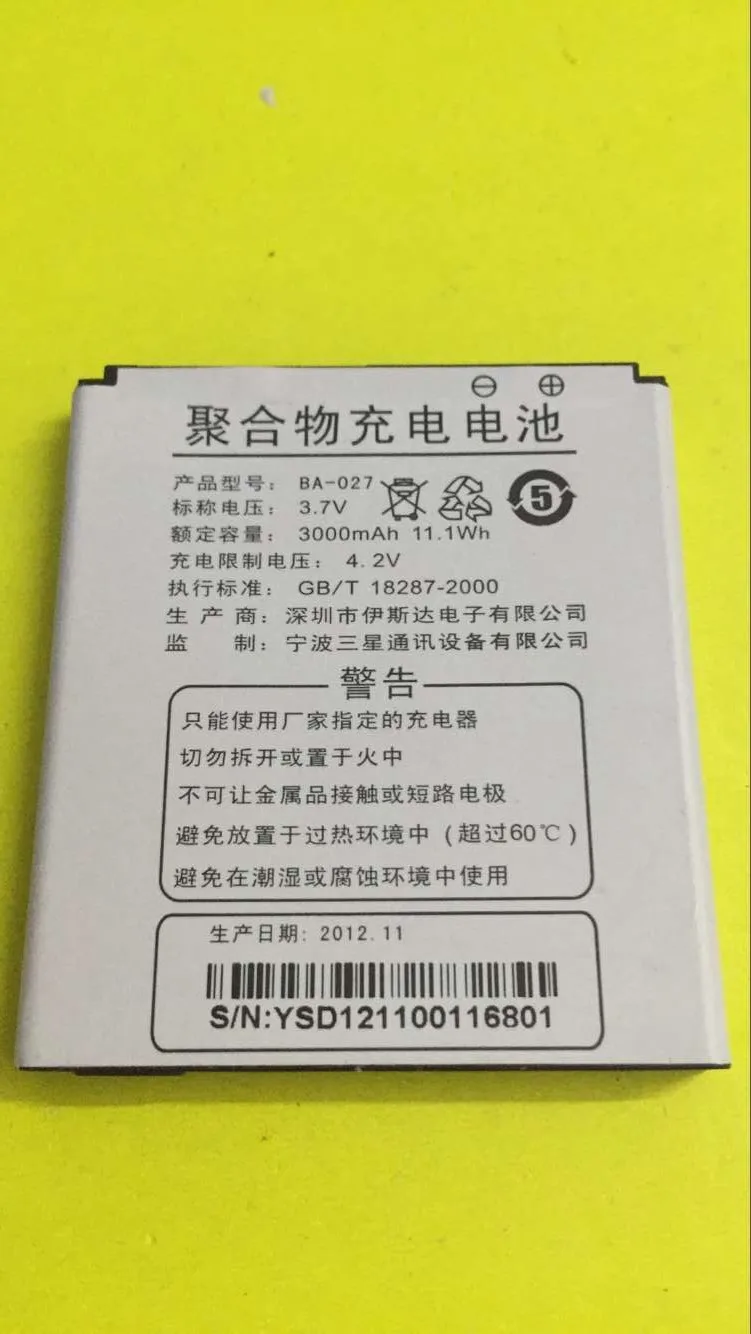 ⊖ ⊕
聚合物充电电池
产品型号: BA-027
标称电压: 3.7V
5
额定容量: 3000mAh 11.1Wh
充电限制电压: 4.2V
执行标准: GB/T 18287-2000
生产商: 深圳市伊斯达电子有限公司
监制: 宁波三星通讯设备有限公司
警告
只能使用厂家指定的充电器
切勿拆开或置于火中
不可让金属品接触或短路电极
避免放置于过热环境中(超过60℃)
避免在潮湿或腐蚀环境中使用
生产日期: 2012.11
S/N:YSD121100116801